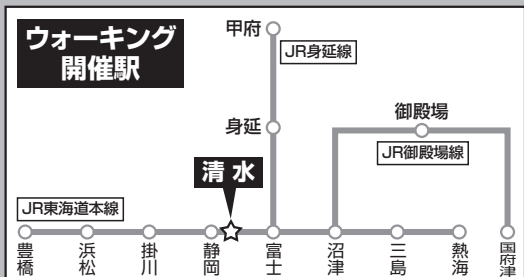 ウォーキング
開催駅
甲府
JR身延線
身延
御殿場
JR御殿場線
清水
JR東海道本線
豊橋
浜松
掛川
静岡
富士
沼津
三島
熱海
国府津